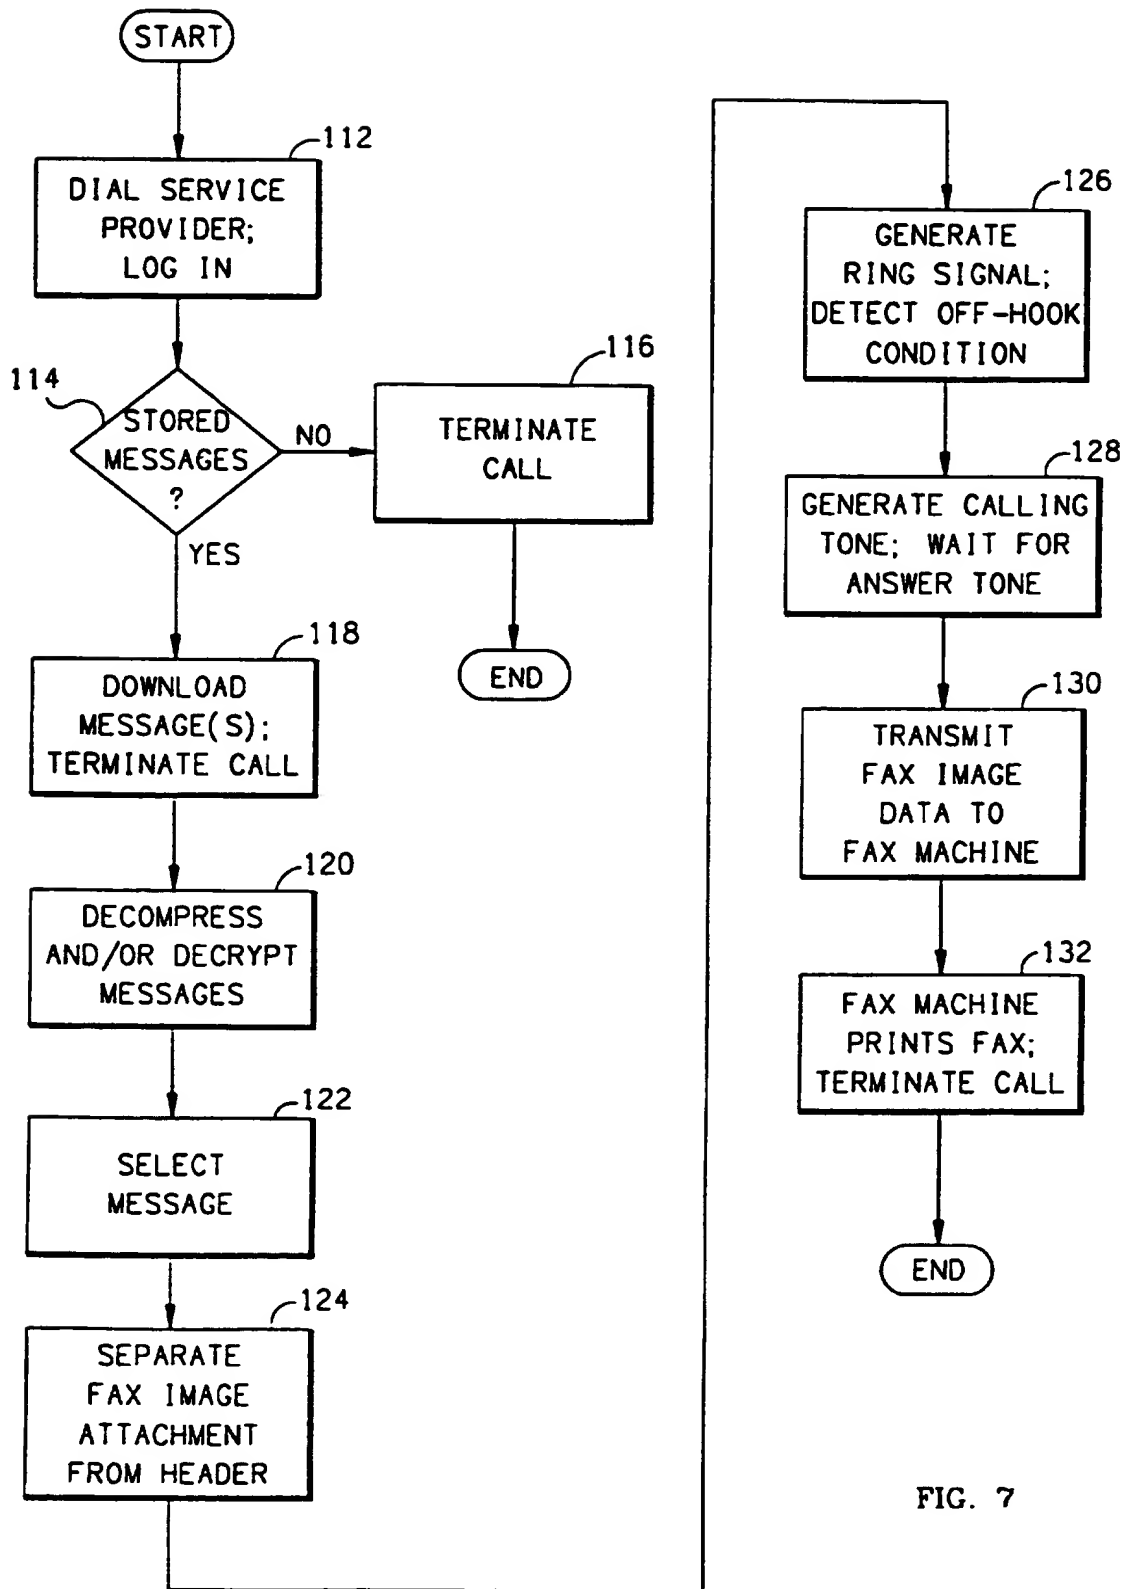 START
112
DIAL SERVICE
PROVIDER;
LOG IN
114
STORED
MESSAGES
?
NO
YES
116
TERMINATE
CALL
END
118
DOWNLOAD
MESSAGE(S);
TERMINATE CALL
120
DECOMPRESS
AND/OR DECRYPT
MESSAGES
122
SELECT
MESSAGE
124
SEPARATE
FAX IMAGE
ATTACHMENT
FROM HEADER
126
GENERATE
RING SIGNAL;
DETECT OFF-HOOK
CONDITION
128
GENERATE CALLING
TONE; WAIT FOR
ANSWER TONE
130
TRANSMIT
FAX IMAGE
DATA TO
FAX MACHINE
132
FAX MACHINE
PRINTS FAX;
TERMINATE CALL
END
FIG. 7